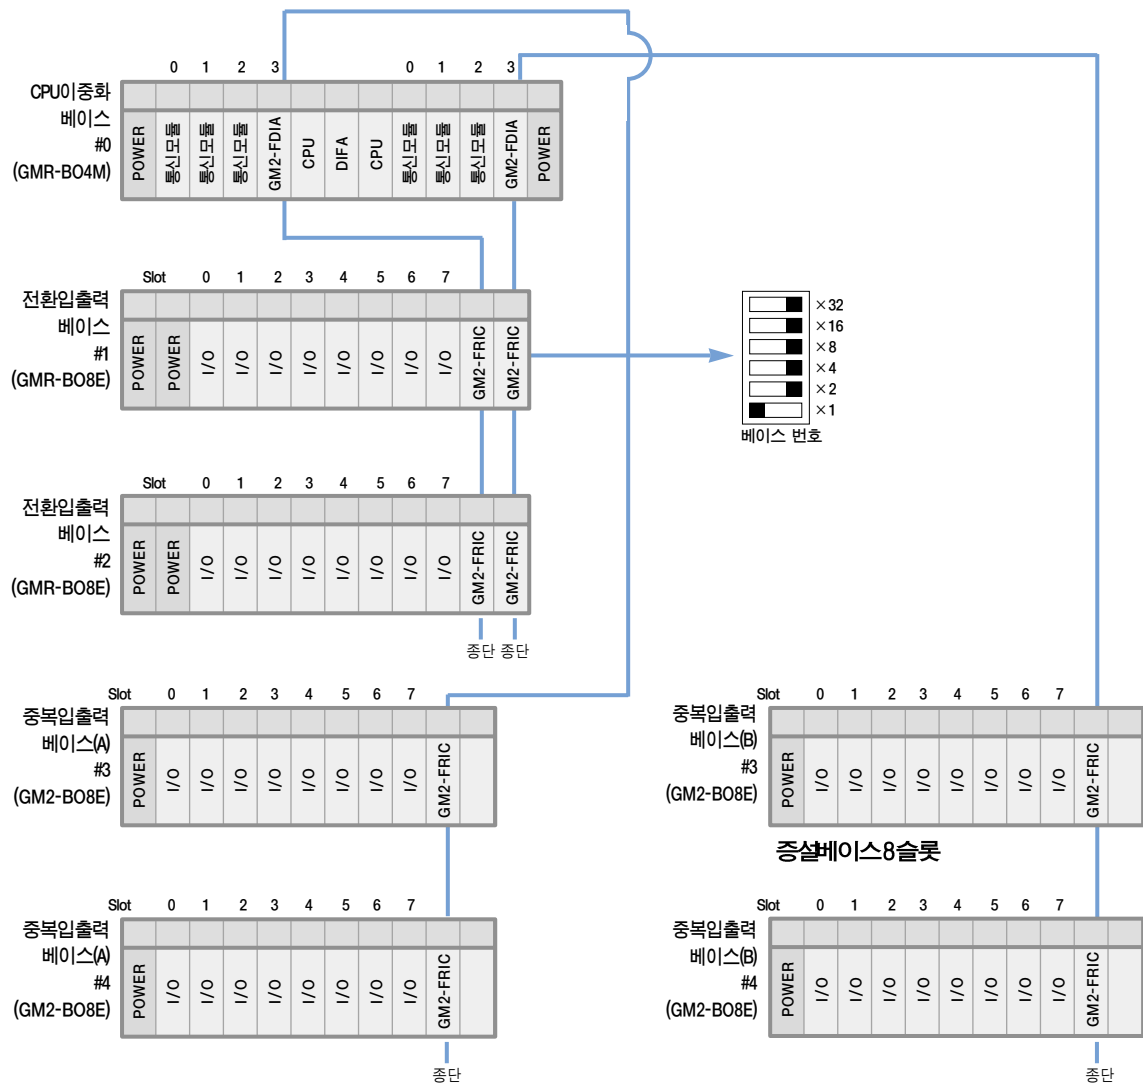 0 1 2 3 0 1 2 3
CPU이중화
베이스
#0
(GMR-BO4M)
POWER 통신모듈 통신모듈 통신모듈 GM2-FDIA CPU DIFA CPU 통신모듈 통신모듈 통신모듈 GM2-FDIA POWER
Slot 0 1 2 3 4 5 6 7
전환입출력
베이스
#1
(GMR-BO8E)
POWER POWER I/O I/O I/O I/O I/O I/O I/O I/O GM2-FRIC GM2-FRIC
×32
×16
×8
×4
×2
×1
베이스 번호
Slot 0 1 2 3 4 5 6 7
전환입출력
베이스
#2
(GMR-BO8E)
POWER POWER I/O I/O I/O I/O I/O I/O I/O I/O GM2-FRIC GM2-FRIC
종단 종단
Slot 0 1 2 3 4 5 6 7
중복입출력
베이스(A)
#3
(GM2-BO8E)
POWER I/O I/O I/O I/O I/O I/O I/O I/O GM2-FRIC
Slot 0 1 2 3 4 5 6 7
중복입출력
베이스(B)
#3
(GM2-BO8E)
POWER I/O I/O I/O I/O I/O I/O I/O I/O GM2-FRIC
증설베이스8슬롯
Slot 0 1 2 3 4 5 6 7
중복입출력
베이스(A)
#4
(GM2-BO8E)
POWER I/O I/O I/O I/O I/O I/O I/O I/O GM2-FRIC
종단
Slot 0 1 2 3 4 5 6 7
중복입출력
베이스(B)
#4
(GM2-BO8E)
POWER I/O I/O I/O I/O I/O I/O I/O I/O GM2-FRIC
종단